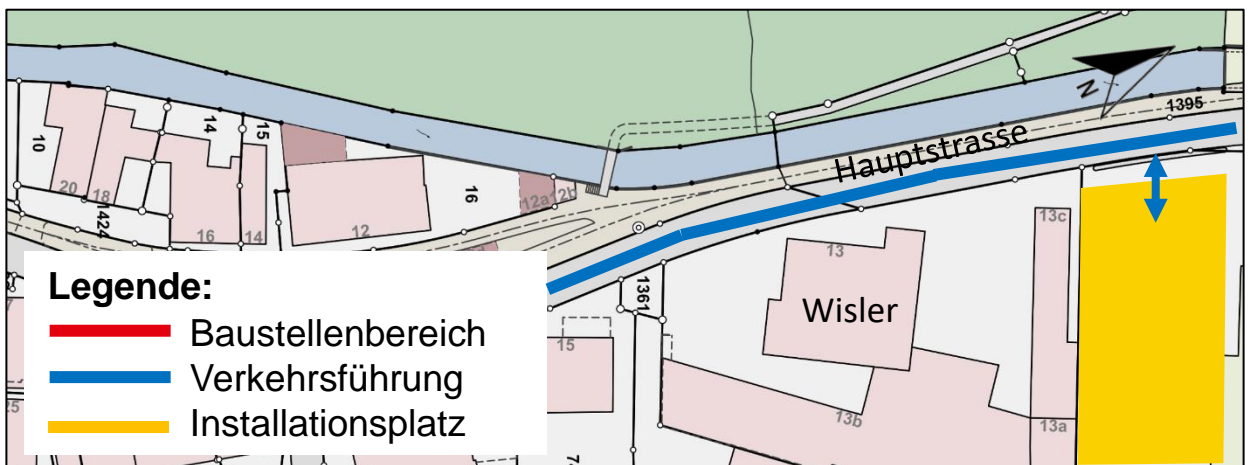 1395
N
Hauptstrasse
10
14
15
16
20
18
12a
12b
1424
16
14
12
13
13c
Legende:
Baustellenbereich
Verkehrsführung
Installationsplatz
1361
Wisler
15
13b
13a
25